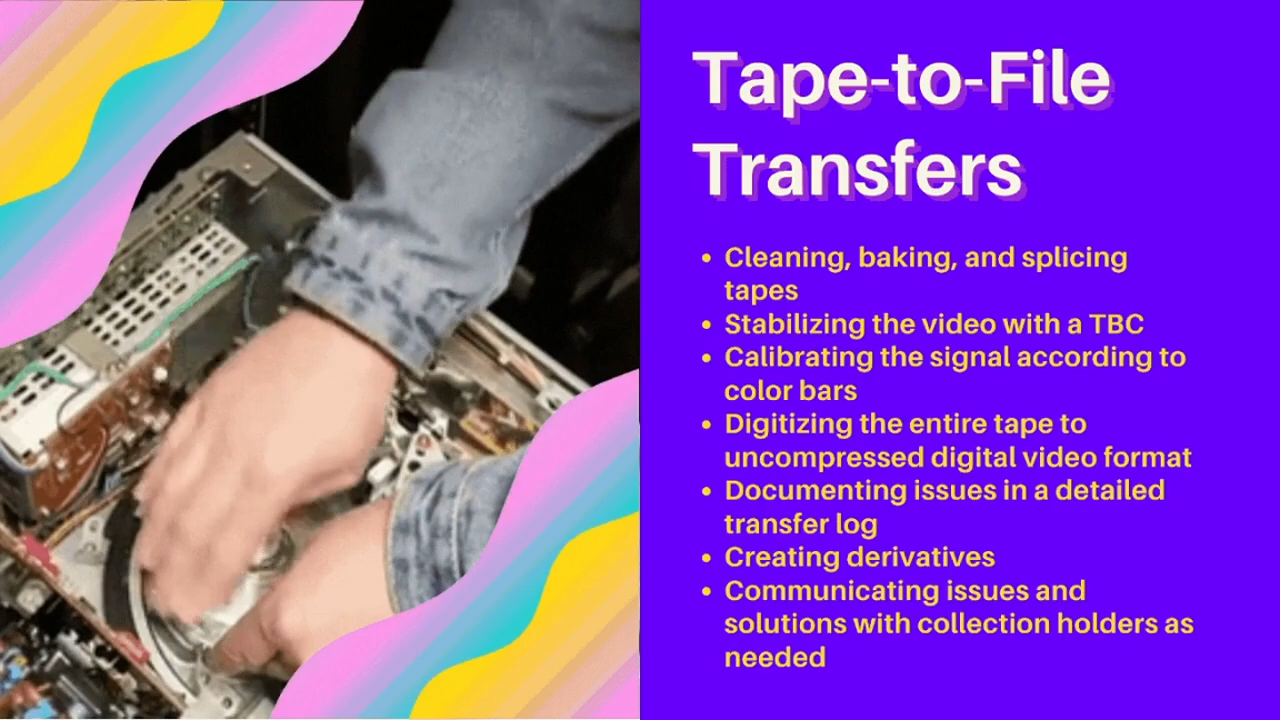 Tape-to-File
Transfers
• Cleaning, baking, and splicing
tapes
• Stabilizing the video with a TBC
• Calibrating the signal according to
color bars
• Digitizing the entire tape to
uncompressed digital video format
• Documenting issues in a detailed
transfer log
• Creating derivatives
• Communicating issues and
solutions with collection holders as
needed